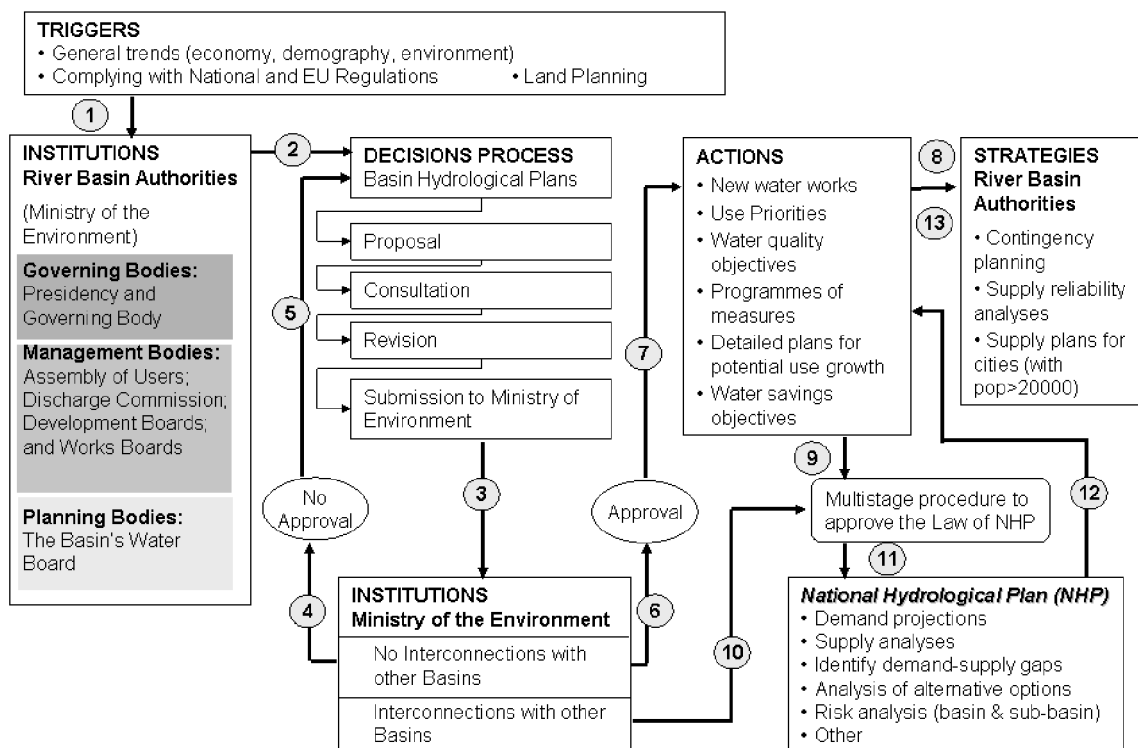 TRIGGERS
• General trends (economy, demography, environment)
• Complying with National and EU Regulations • Land Planning
1
INSTITUTIONS
River Basin Authorities
(Ministry of the
Environment)
Governing Bodies:
Presidency and
Governing Body
Management Bodies:
Assembly of Users;
Discharge Commission;
Development Boards;
and Works Boards
Planning Bodies:
The Basin's Water
Board
2
DECISIONS PROCESS
Basin Hydrological Plans
Proposal
Consultation
Revision
Submission to Ministry of
Environment
5
3
No
Approval
4
INSTITUTIONS
Ministry of the Environment
No Interconnections with
other Basins
Interconnections with other
Basins
6
Approval
7
10
ACTIONS
• New water works
• Use Priorities
• Water quality
objectives
• Programmes of
measures
• Detailed plans for
potential use growth
• Water savings
objectives
8
13
STRATEGIES
River Basin
Authorities
• Contingency
planning
• Supply reliability
analyses
• Supply plans for
cities (with
pop>20000)
9
Multistage procedure to
approve the Law of NHP
11
12
National Hydrological Plan (NHP)
• Demand projections
• Supply analyses
• Identify demand-supply gaps
• Analysis of alternative options
• Risk analysis (basin & sub-basin)
• Other